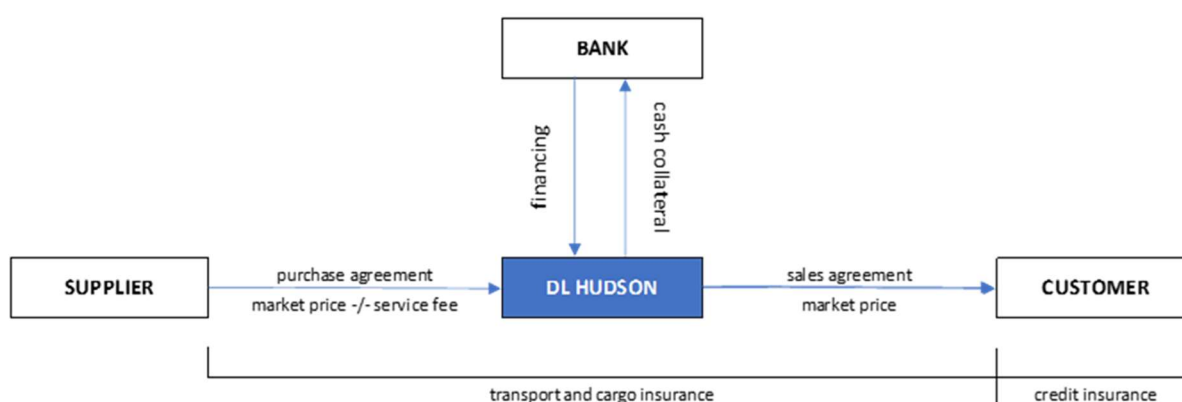 BANK
financing
cash collateral
SUPPLIER
purchase agreement
market price -/- service fee
DL HUDSON
sales agreement
market price
CUSTOMER
transport and cargo insurance
credit insurance